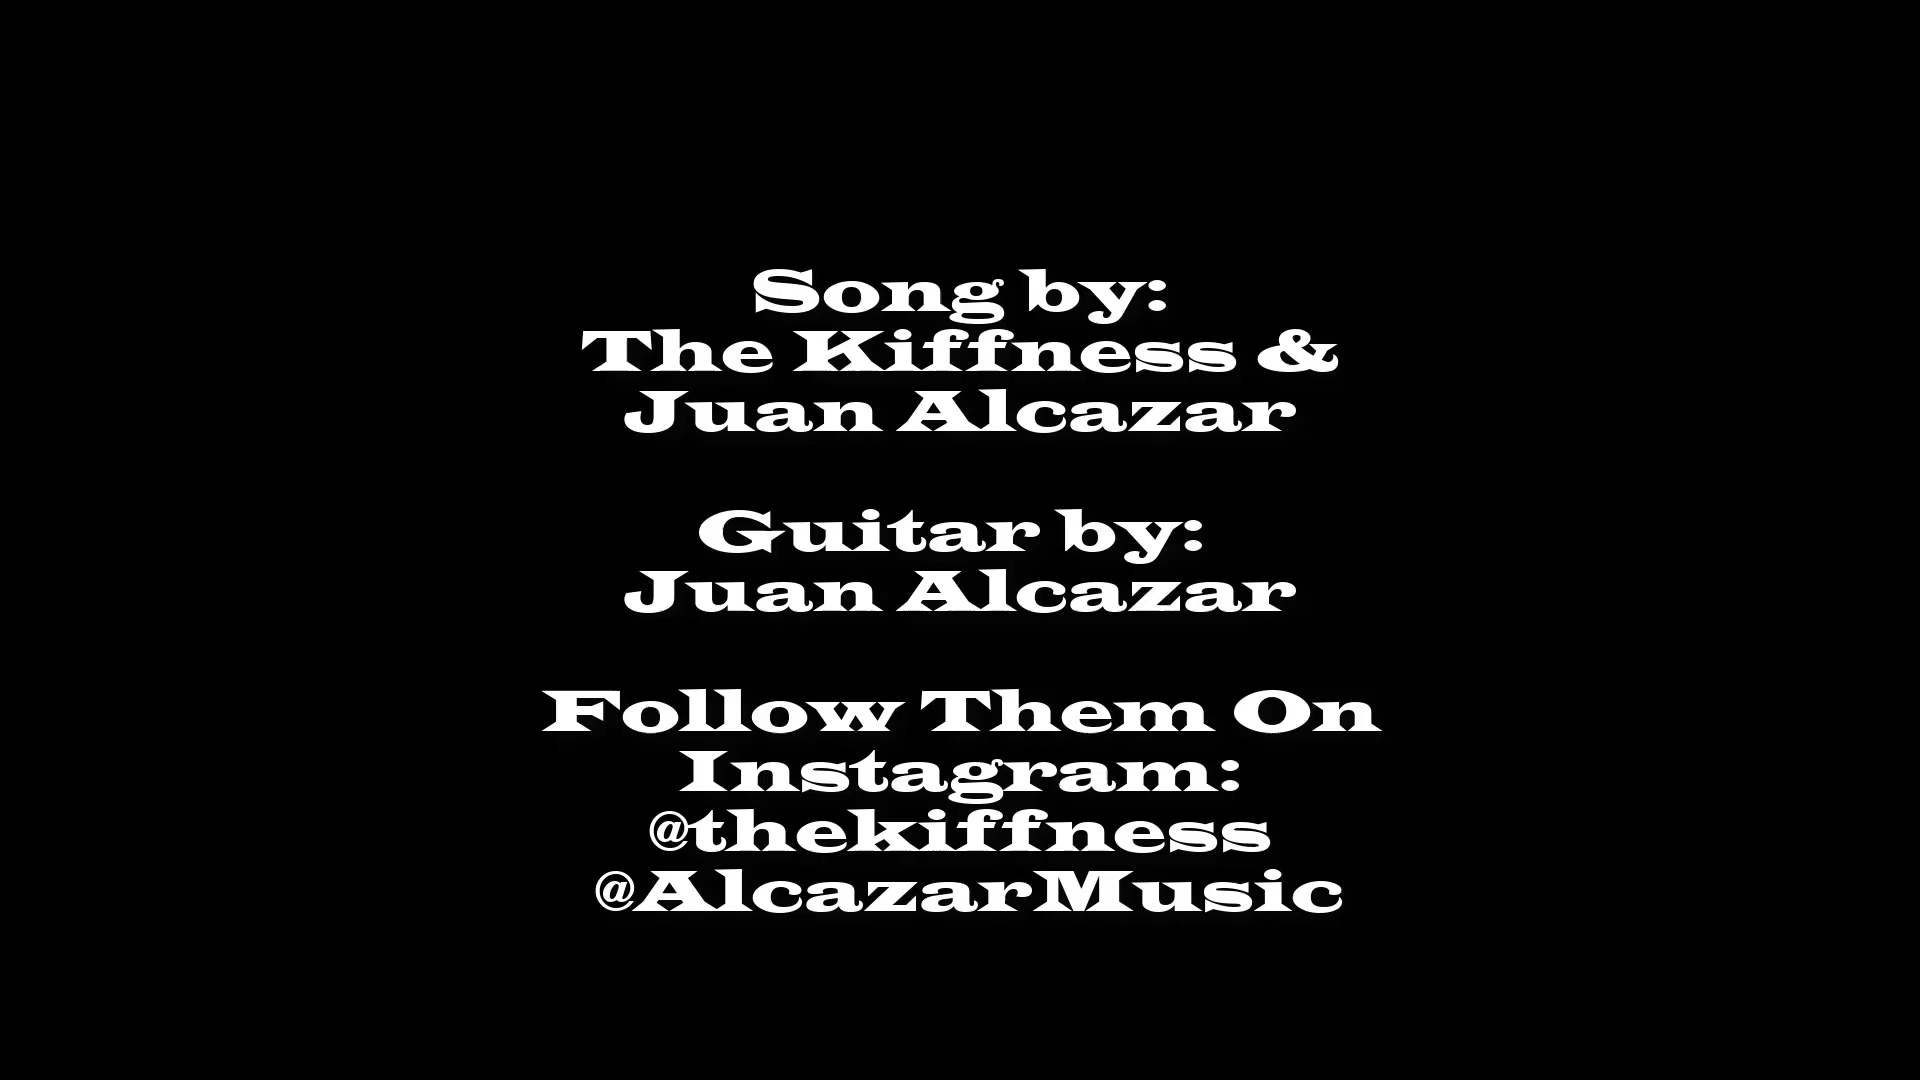 Song by:
The Kiffness &
Juan Alcazar
Guitar by:
Juan Alcazar
Follow Them On
Instagram:
@thekiffness
@AlcazarMusic